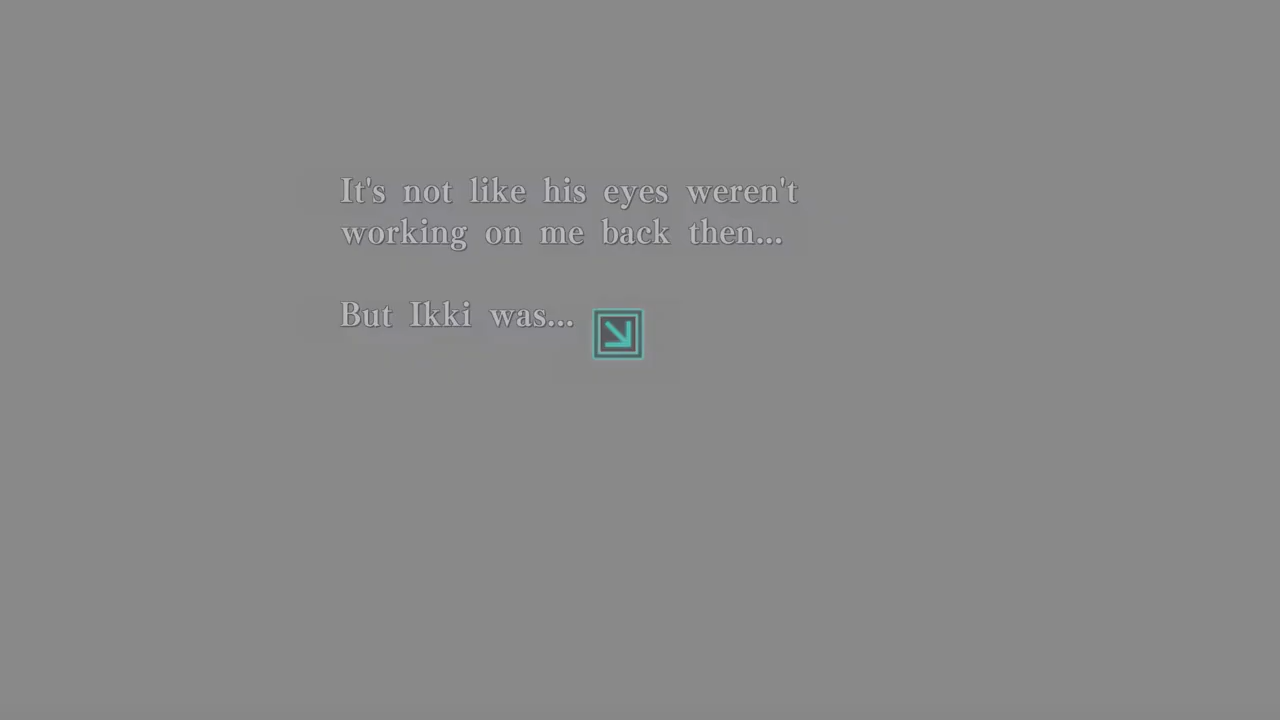 It's not like his eyes weren't
working on me back then...
But Ikki was...